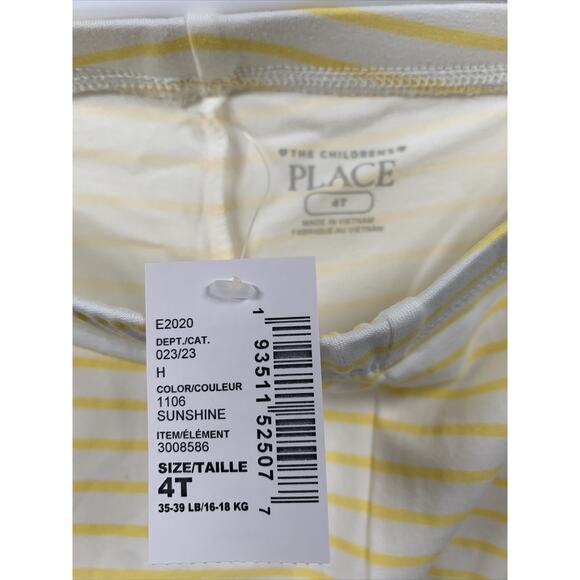 THE CHILDREN'S
PLACE
4T
MADE IN VIETNAM
FABRIQUÉ AU VIETNAM
E2020
DEPT./CAT.
023/23
H
COLOR/COULEUR
1106
SUNSHINE
ITEM/ÉLÉMENT
3008586
SIZE/TAILLE
4T
35-39 LB/16-18 KG
1 93511 52507 7